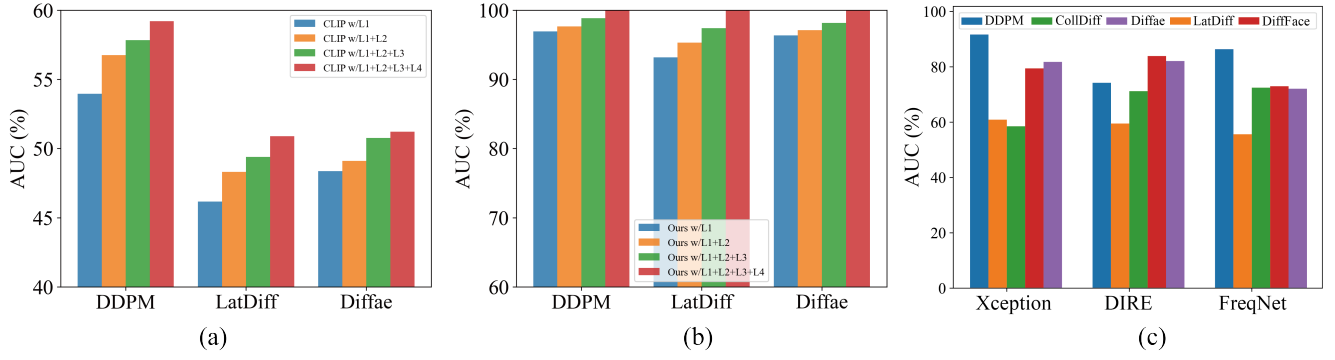 AUC (%)
60
55
50
45
40
CLIP w/L1
CLIP w/L1+L2
CLIP w/L1+L2+L3
CLIP w/L1+L2+L3+L4
DDPM LatDiff Diffae
(a)
AUC (%)
100
90
80
70
60
Ours w/L1
Ours w/L1+L2
Ours w/L1+L2+L3
Ours w/L1+L2+L3+L4
DDPM LatDiff Diffae
(b)
AUC (%)
100
80
60
40
20
0
DDPM CollDiff Diffae LatDiff DiffFace
Xception DIRE FreqNet
(c)